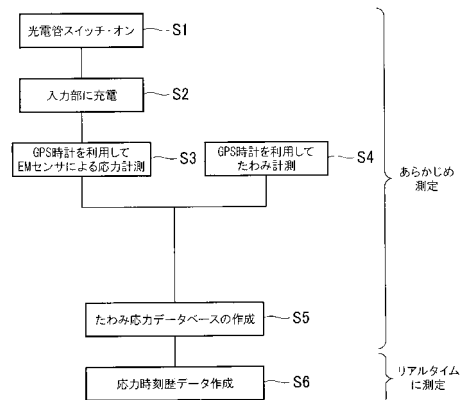 光電管スイッチ・オン
S1
入力部に充電
S2
GPS時計を利用して
EMセンサによる応力計測
S3
GPS時計を利用して
たわみ計測
S4
あらかじめ
測定
たわみ応力データベースの作成
S5
応力時刻歴データ作成
S6
リアルタイム
に測定